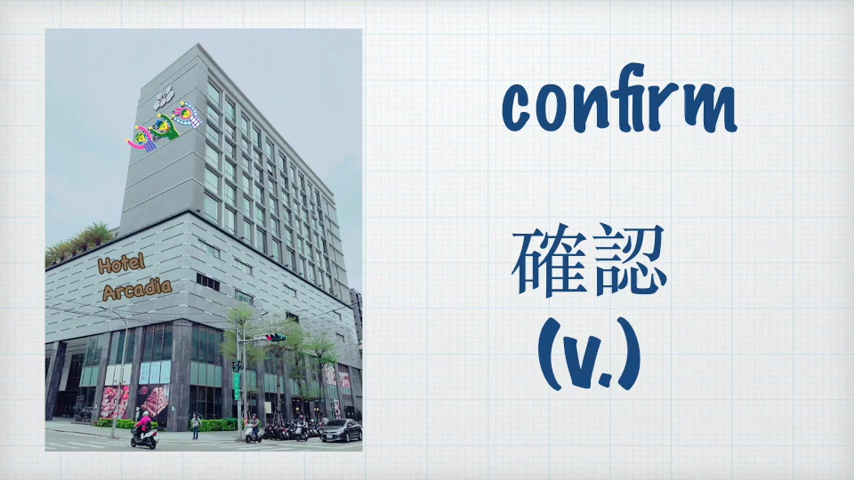 confirm
確認
(v.)
Hotel
Arcadia